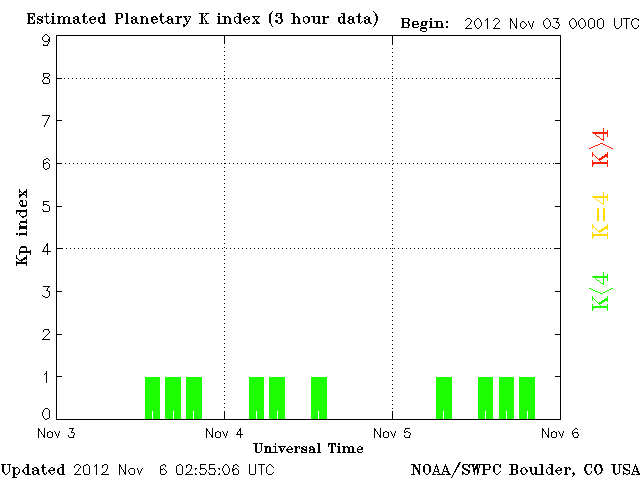 Estimated Planetary K index (3 hour data) Begin: 2012 Nov 03 0000 UTC
9
8
7
6
5
4
3
2
1
0
Kp index
K>4
K=4
K<4
Nov 3 Nov 4 Nov 5 Nov 6
Universal Time
Updated 2012 Nov 6 02:55:06 UTC NOAA/SWPC Boulder, CO USA